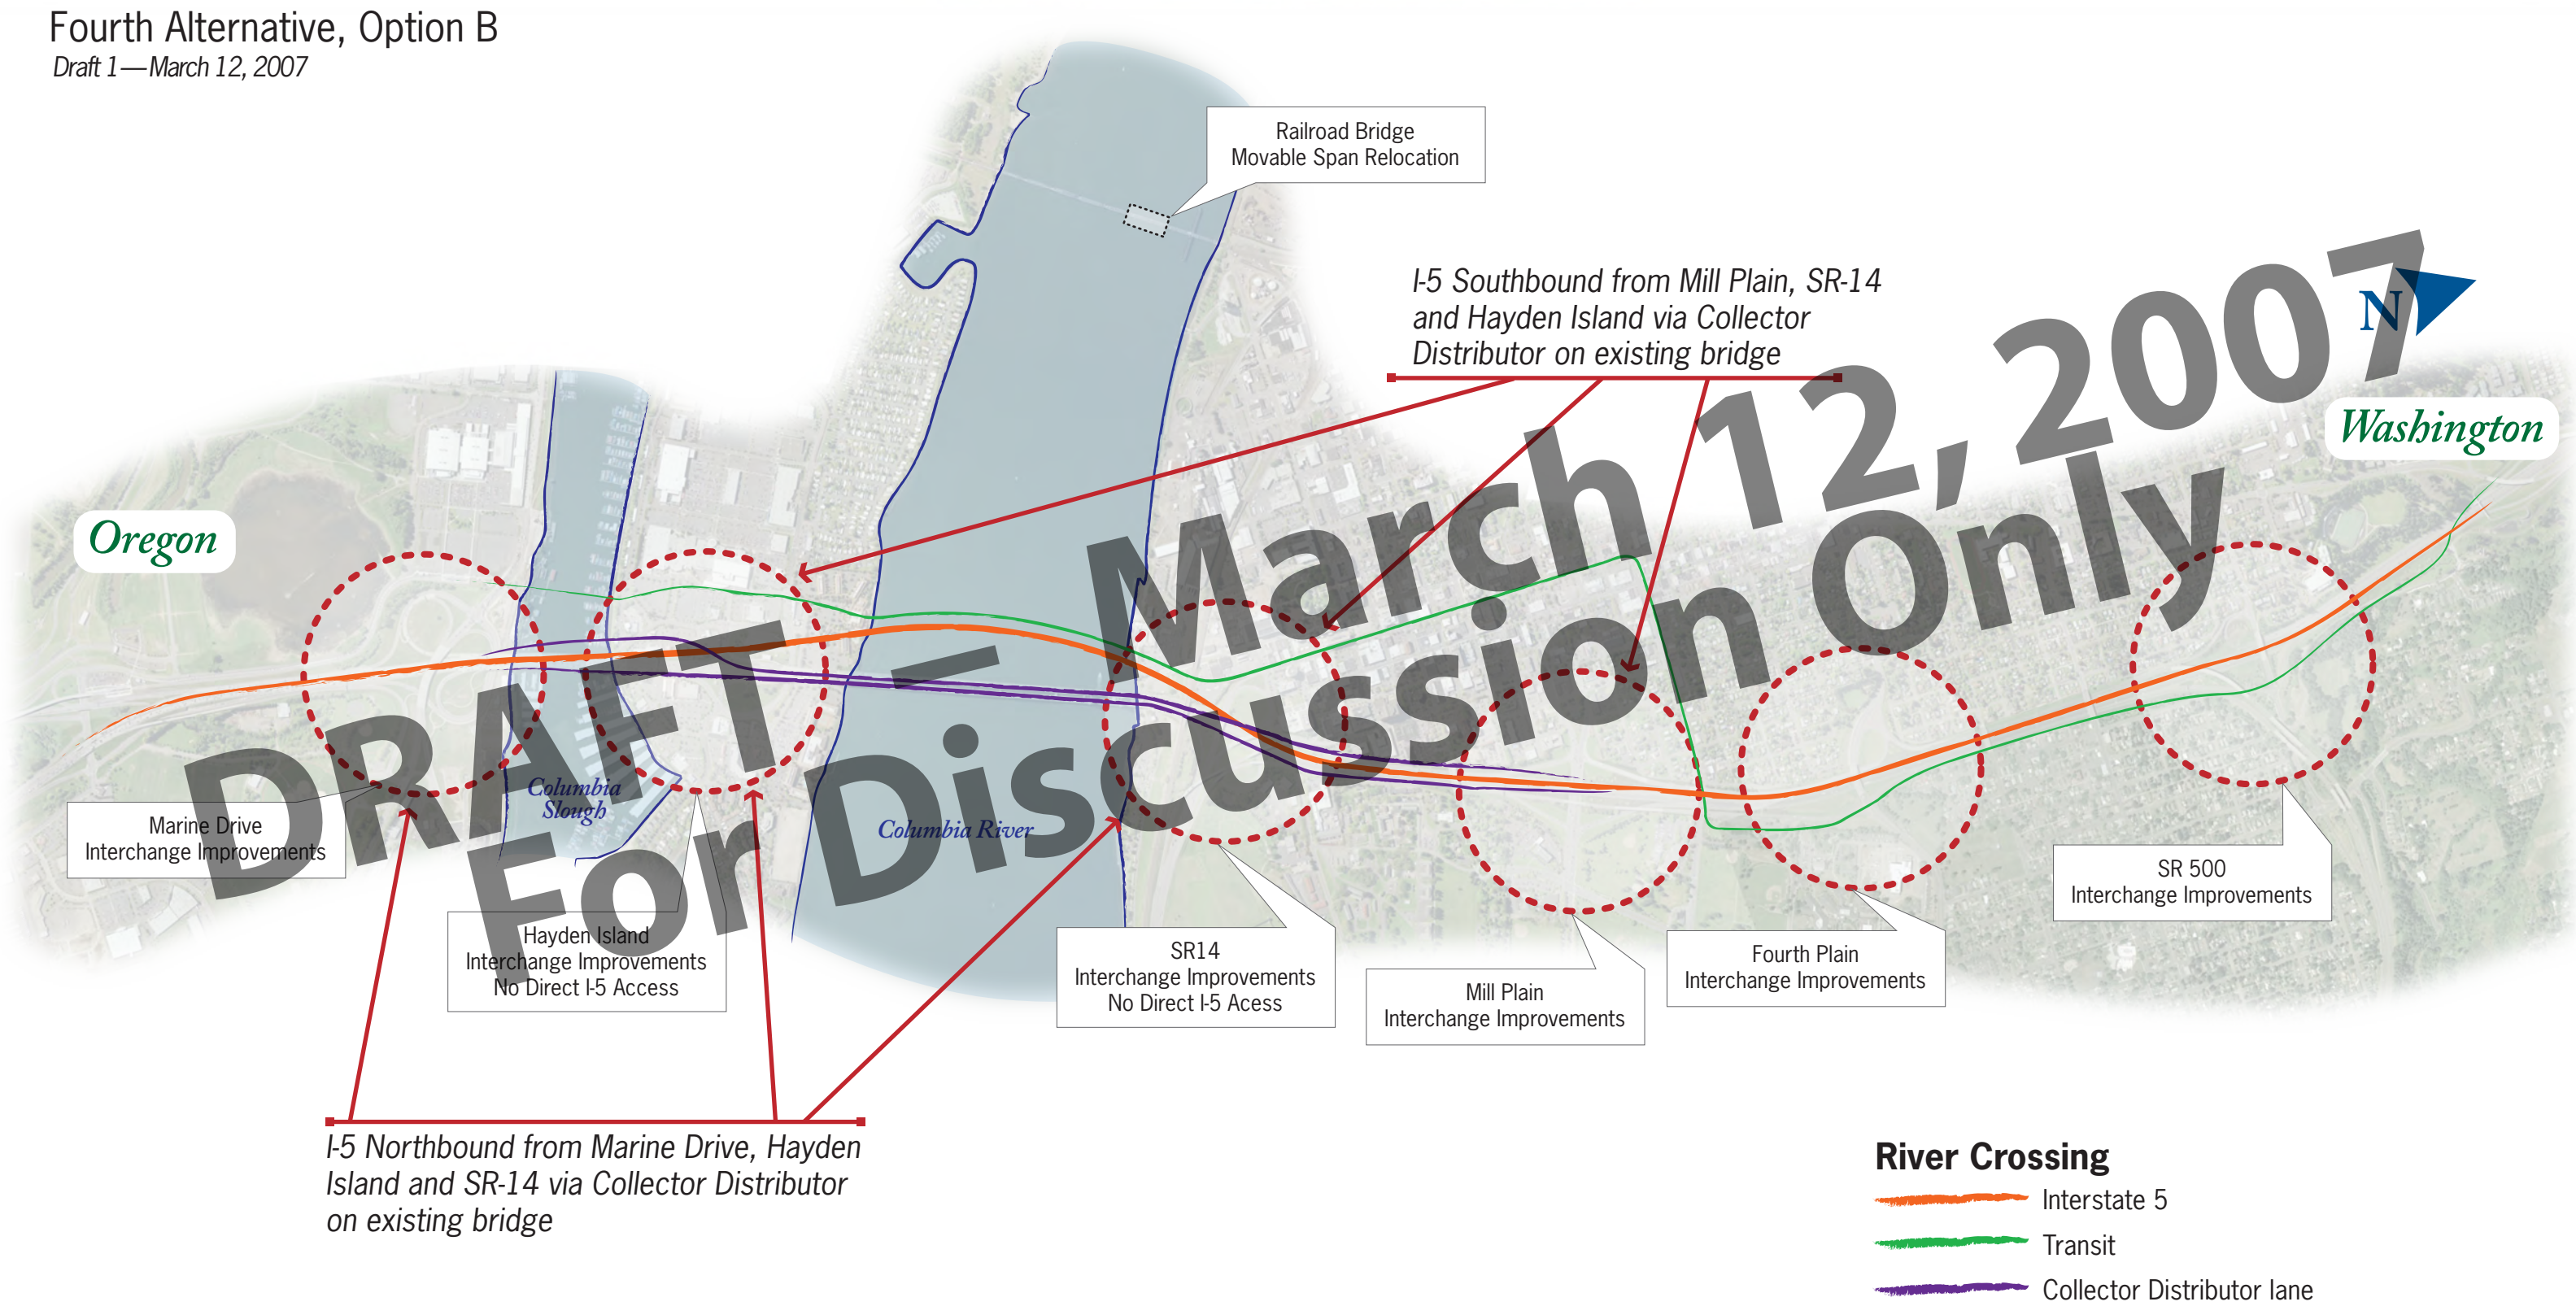 Fourth Alternative, Option B
Draft 1—March 12, 2007
Railroad Bridge
Movable Span Relocation
I-5 Southbound from Mill Plain, SR-14
and Hayden Island via Collector
Distributor on existing bridge
N
Washington
Oregon
DRAFT – March 12, 2007
For Discussion Only
Columbia
Slough
Columbia River
Marine Drive
Interchange Improvements
Hayden Island
Interchange Improvements
No Direct I-5 Access
SR14
Interchange Improvements
No Direct I-5 Acess
Mill Plain
Interchange Improvements
Fourth Plain
Interchange Improvements
SR 500
Interchange Improvements
I-5 Northbound from Marine Drive, Hayden
Island and SR-14 via Collector Distributor
on existing bridge
River Crossing
Interstate 5
Transit
Collector Distributor lane